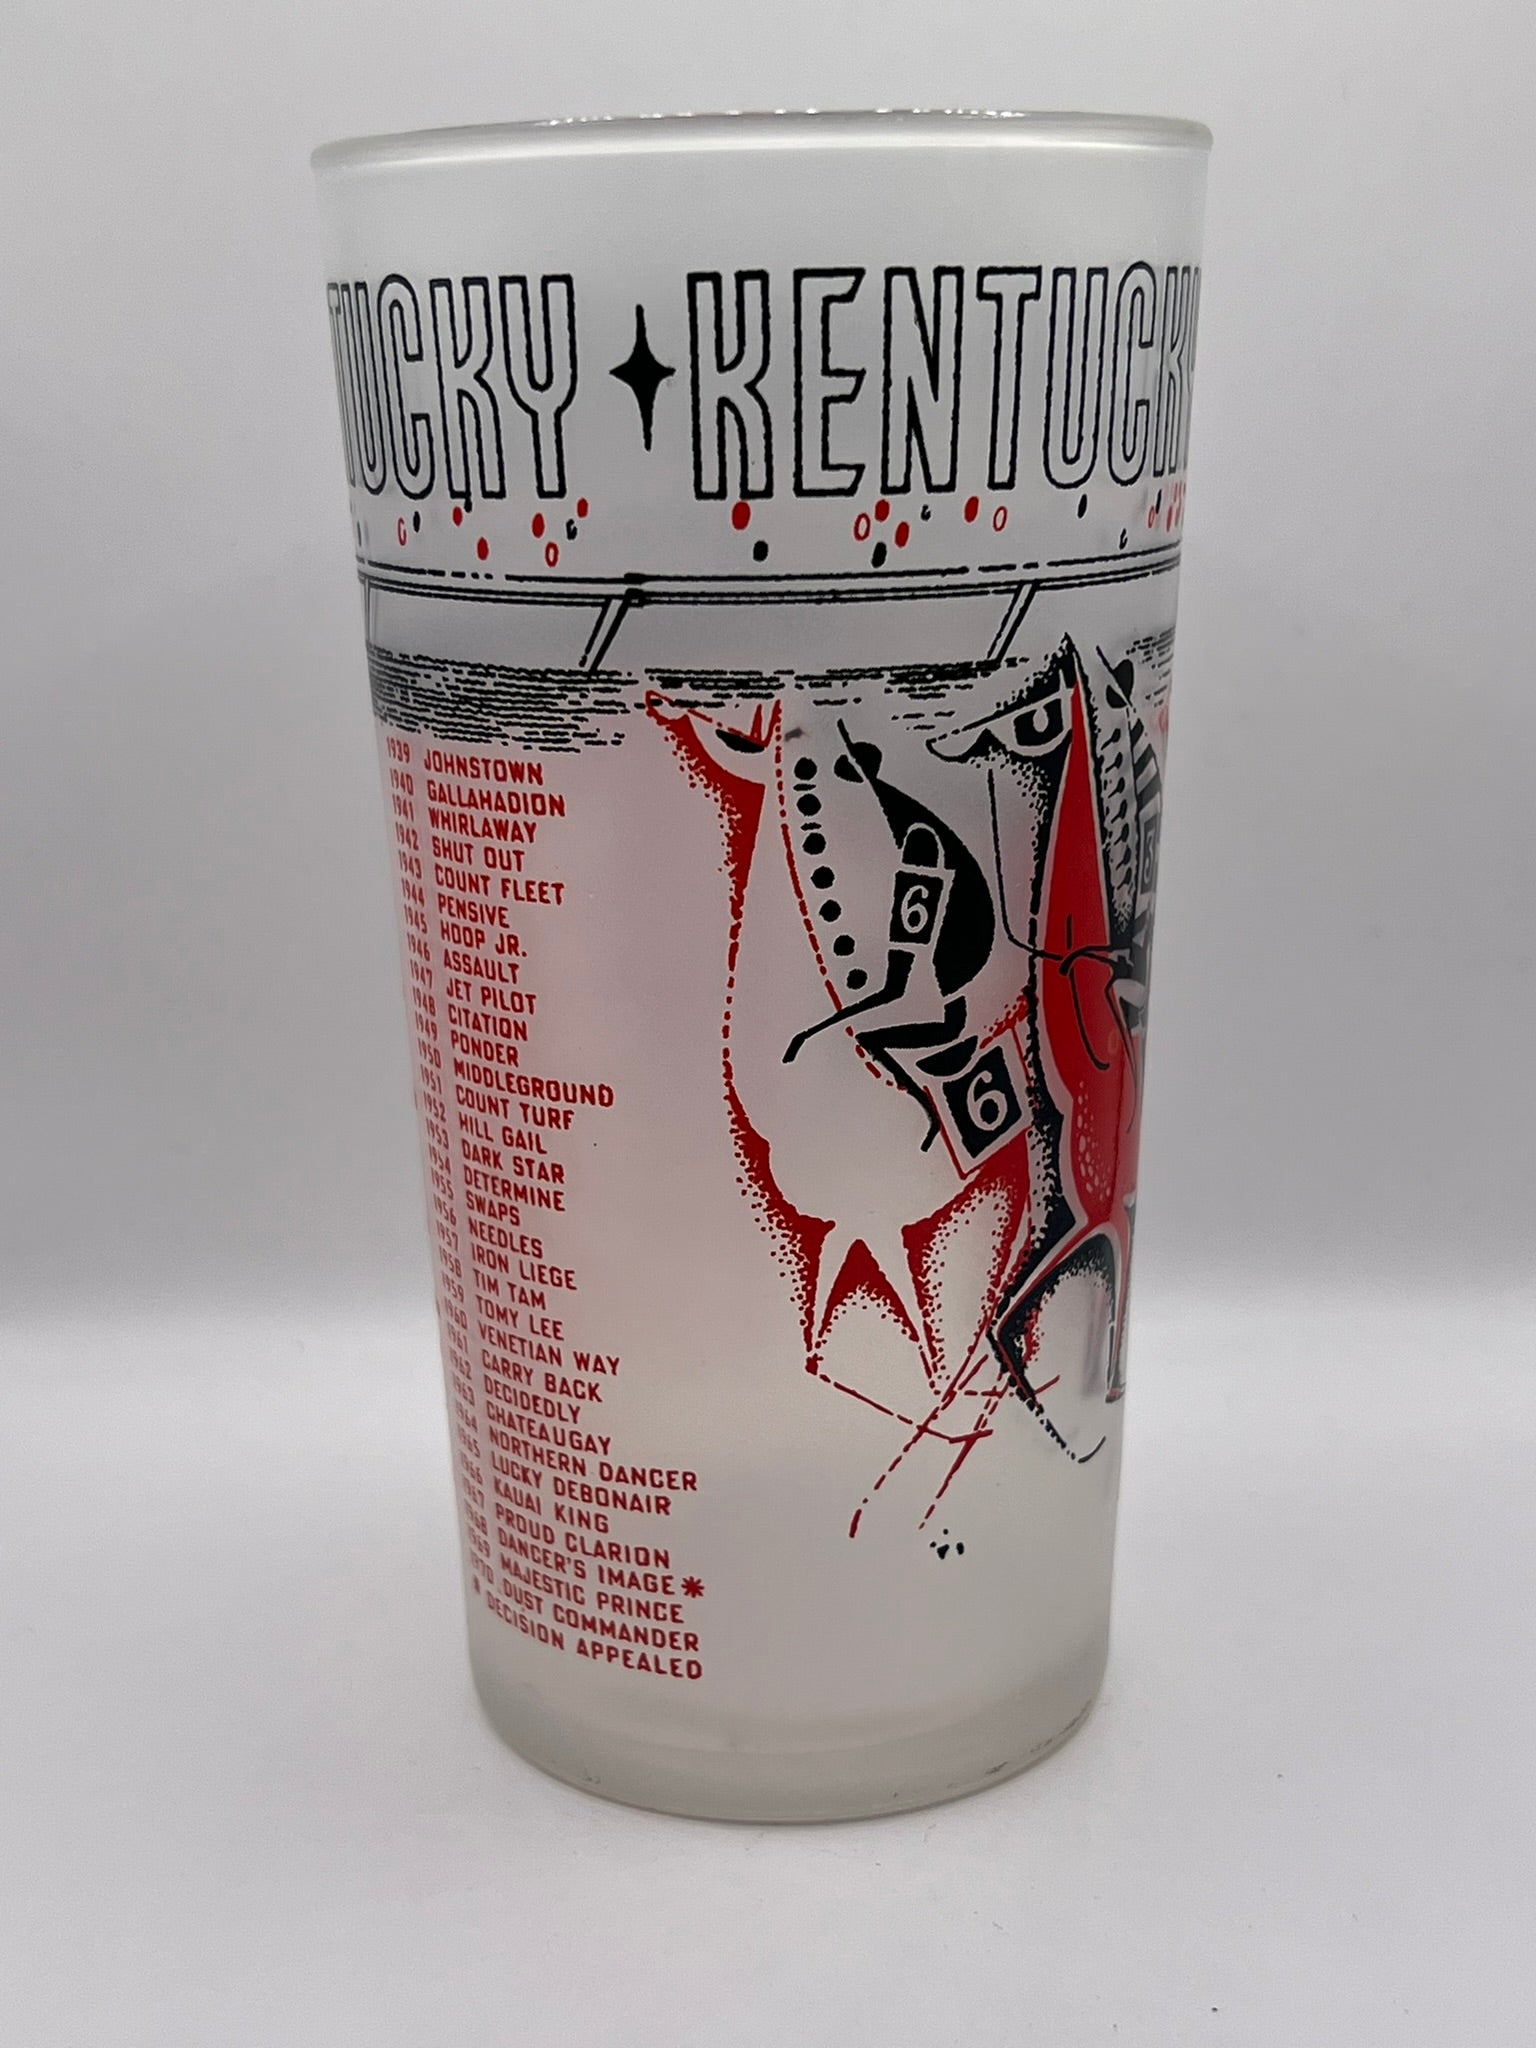 TUCKY ✦ KENTUCKY
1939 JOHNSTOWN
1940 GALLAHADION
1941 WHIRLAWAY
1942 SHUT OUT
1943 COUNT FLEET
1944 PENSIVE
1945 HOOP JR.
1946 ASSAULT
1947 JET PILOT
1948 CITATION
1949 PONDER
1950 MIDDLEGROUND
1951 COUNT TURF
1952 HILL GAIL
1953 DARK STAR
1954 DETERMINE
1955 SWAPS
1956 NEEDLES
1957 IRON LIEGE
1958 TIM TAM
1959 TOMY LEE
1960 VENETIAN WAY
1961 CARRY BACK
1962 DECIDEDLY
1963 CHATEAUGAY
1964 NORTHERN DANCER
1965 LUCKY DEBONAIR
1966 KAUAI KING
1967 PROUD CLARION
1968 DANCER'S IMAGE *
1969 MAJESTIC PRINCE
1970 DUST COMMANDER
* DECISION APPEALED
6
6
5